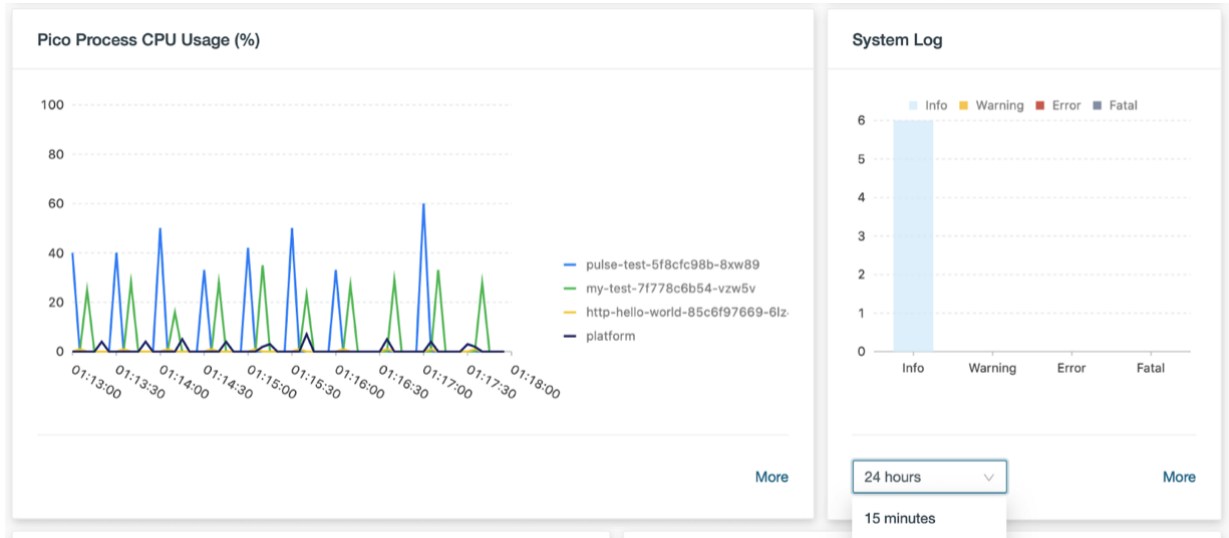 Pico Process CPU Usage (%)
100
80
60
40
20
0
01:13:00
01:13:30
01:14:00
01:14:30
01:15:00
01:15:30
01:16:00
01:16:30
01:17:00
01:17:30
01:18:00
pulse-test-5f8cfc98b-8xw89
my-test-7f778c6b54-vzw5v
http-hello-world-85c6f97669-6lz
platform
More
System Log
Info Warning Error Fatal
6
5
4
3
2
1
0
Info Warning Error Fatal
24 hours
More
15 minutes